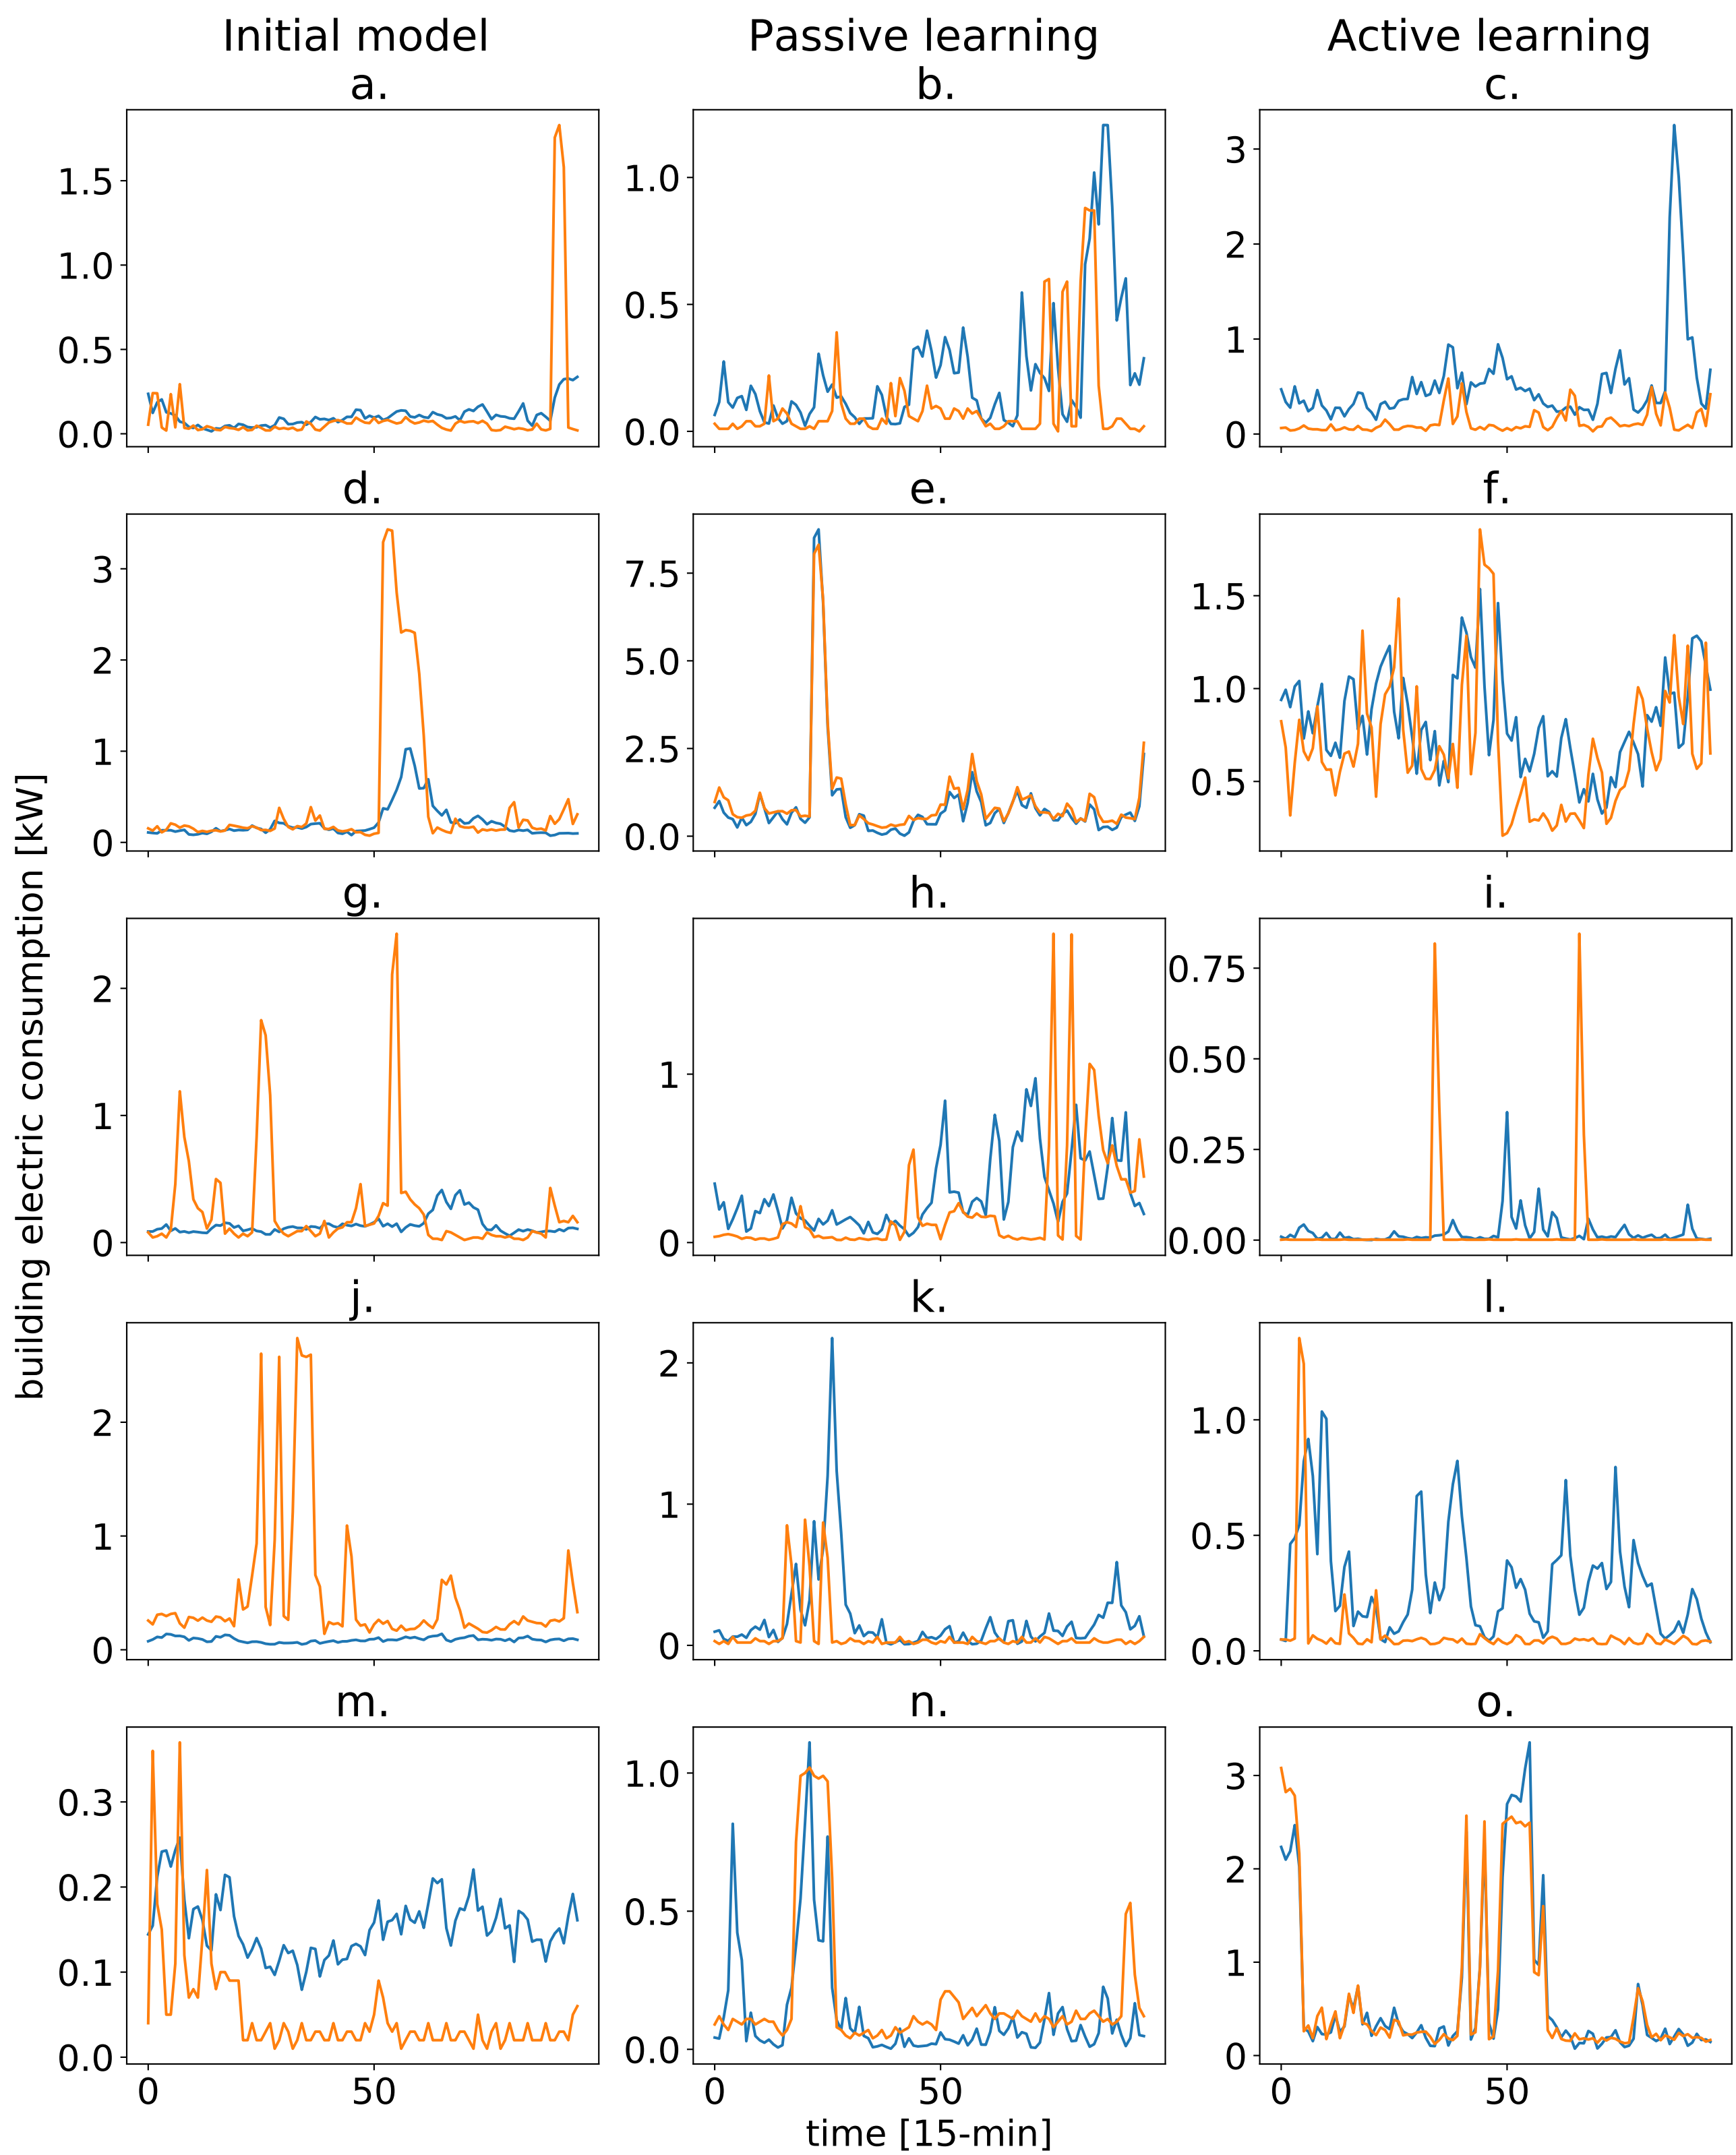 Initial model Passive learning Active learning
a. b. c.
1.5 1.0 0.5 0.0
1.0 0.5 0.0
3 2 1 0
d. e. f.
3 2 1 0
7.5 5.0 2.5 0.0
1.5 1.0 0.5
building electric consumption [kW]
g. h. i.
2 1 0
1 0
0.75 0.50 0.25 0.00
j. k. l.
2 1 0
2 1 0
1.0 0.5 0.0
m. n. o.
0.3 0.2 0.1 0.0
1.0 0.5 0.0
3 2 1 0
0 50 0 50 0 50
time [15-min]